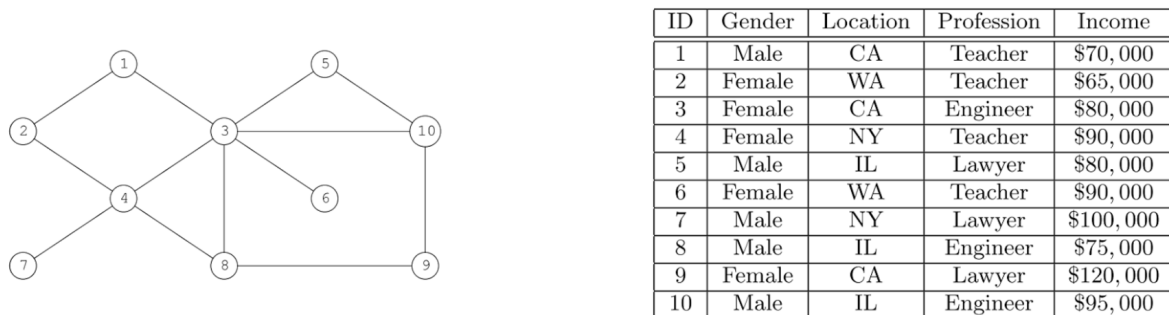 1
5
2
3
10
4
6
7
8
9
ID Gender Location Profession Income
1 Male CA Teacher $70,000
2 Female WA Teacher $65,000
3 Female CA Engineer $80,000
4 Female NY Teacher $90,000
5 Male IL Lawyer $80,000
6 Female WA Teacher $90,000
7 Male NY Lawyer $100,000
8 Male IL Engineer $75,000
9 Female CA Lawyer $120,000
10 Male IL Engineer $95,000